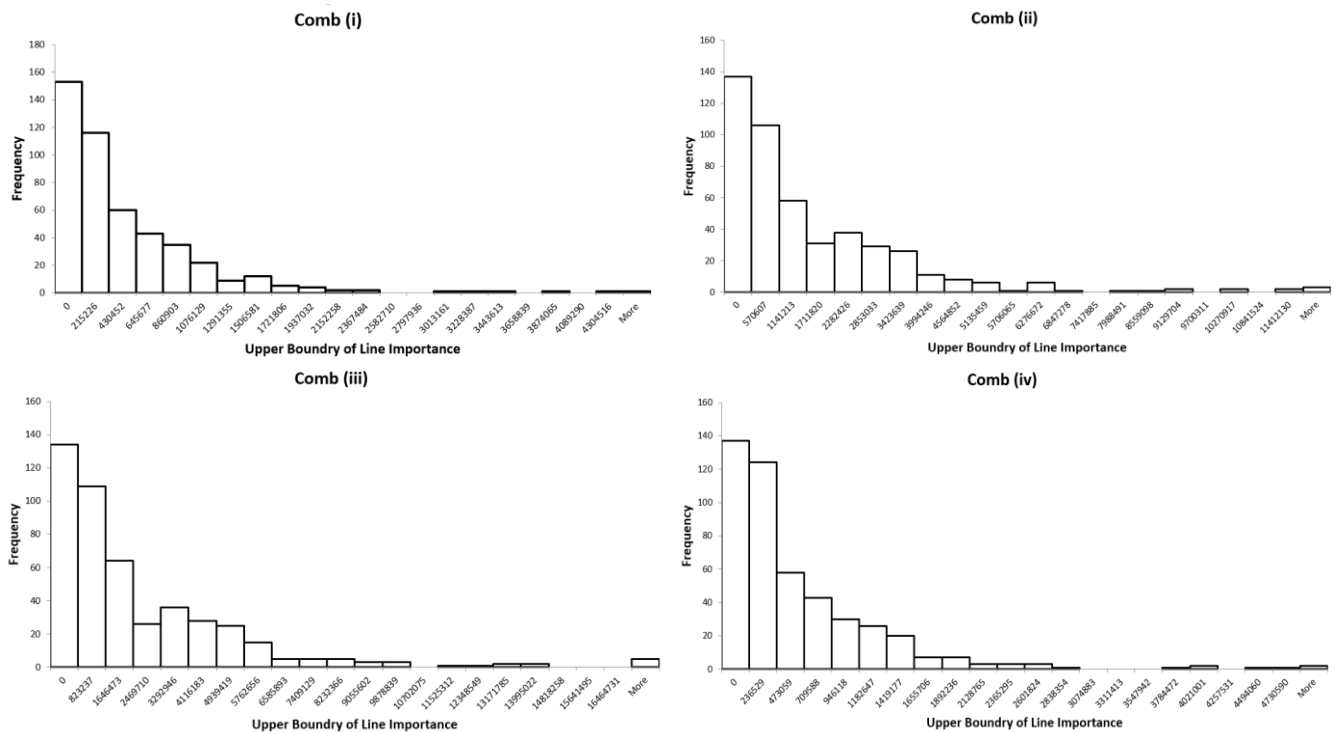 Comb (i)
180
160
140
120
100
80
60
40
20
0
Frequency
0 215226 430452 645677 860903 1076129 1291355 1506581 1721806 1937032 2152258 2367484 2582710 2797936 3013161 3228387 3443613 3658839 3874065 4089290 4304516 More
Upper Boundry of Line Importance
Comb (ii)
160
140
120
100
80
60
40
20
0
Frequency
0 570607 1141213 1711820 2282426 2853033 3423639 3994246 4564852 5135459 5706065 6276672 6847278 7417885 7988491 8559098 9129704 9700311 10270917 10841524 11412130 More
Upper Boundry of Line Importance
Comb (iii)
160
140
120
100
80
60
40
20
0
Frequency
0 823237 1646473 2469710 3292946 4116183 4939419 5762656 6585893 7409129 8232366 9055602 9878839 10702075 11525312 12348549 13171785 13995022 14818258 15641495 16464731 More
Upper Boundry of Line Importance
Comb (iv)
160
140
120
100
80
60
40
20
0
Frequency
0 236529 473059 709588 946118 1182647 1419177 1655706 1892236 2128765 2365295 2601824 2838354 3074883 3311413 3547942 3784472 4021001 4257531 4494060 4730590 More
Upper Boundry of Line Importance